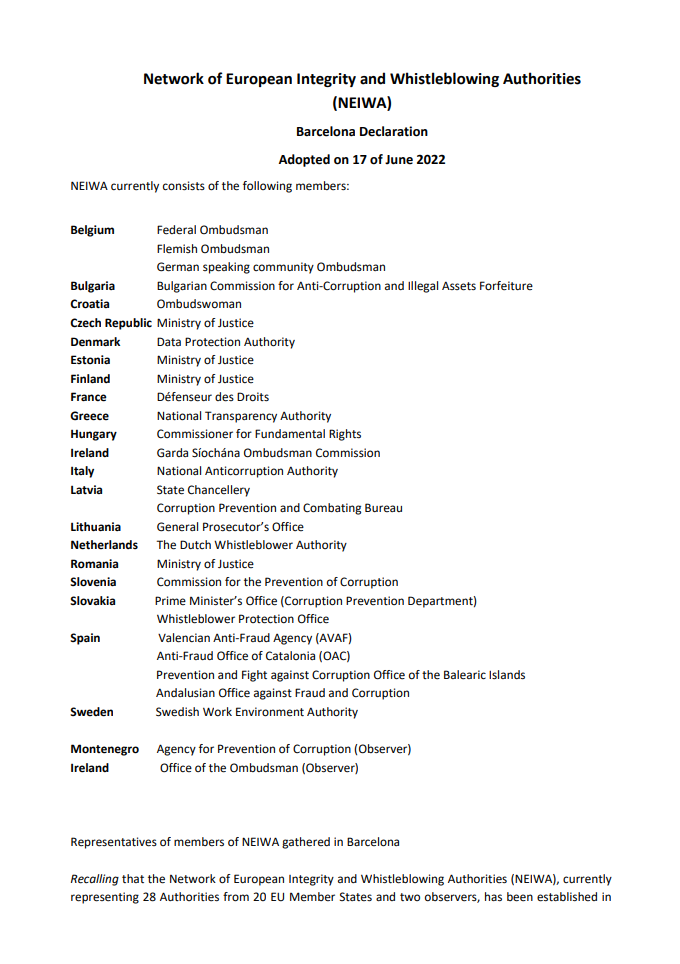 Network of European Integrity and Whistleblowing Authorities
(NEIWA)
Barcelona Declaration
Adopted on 17 of June 2022
NEIWA currently consists of the following members:
Belgium Federal Ombudsman
Flemish Ombudsman
German speaking community Ombudsman
Bulgaria Bulgarian Commission for Anti-Corruption and Illegal Assets Forfeiture
Croatia Ombudswoman
Czech Republic Ministry of Justice
Denmark Data Protection Authority
Estonia Ministry of Justice
Finland Ministry of Justice
France Défenseur des Droits
Greece National Transparency Authority
Hungary Commissioner for Fundamental Rights
Ireland Garda Síochána Ombudsman Commission
Italy National Anticorruption Authority
Latvia State Chancellery
Corruption Prevention and Combating Bureau
Lithuania General Prosecutor’s Office
Netherlands The Dutch Whistleblower Authority
Romania Ministry of Justice
Slovenia Commission for the Prevention of Corruption
Slovakia Prime Minister’s Office (Corruption Prevention Department)
Whistleblower Protection Office
Spain Valencian Anti-Fraud Agency (AVAF)
Anti-Fraud Office of Catalonia (OAC)
Prevention and Fight against Corruption Office of the Balearic Islands
Andalusian Office against Fraud and Corruption
Sweden Swedish Work Environment Authority
Montenegro Agency for Prevention of Corruption (Observer)
Ireland Office of the Ombudsman (Observer)
Representatives of members of NEIWA gathered in Barcelona
Recalling that the Network of European Integrity and Whistleblowing Authorities (NEIWA), currently
representing 28 Authorities from 20 EU Member States and two observers, has been established in